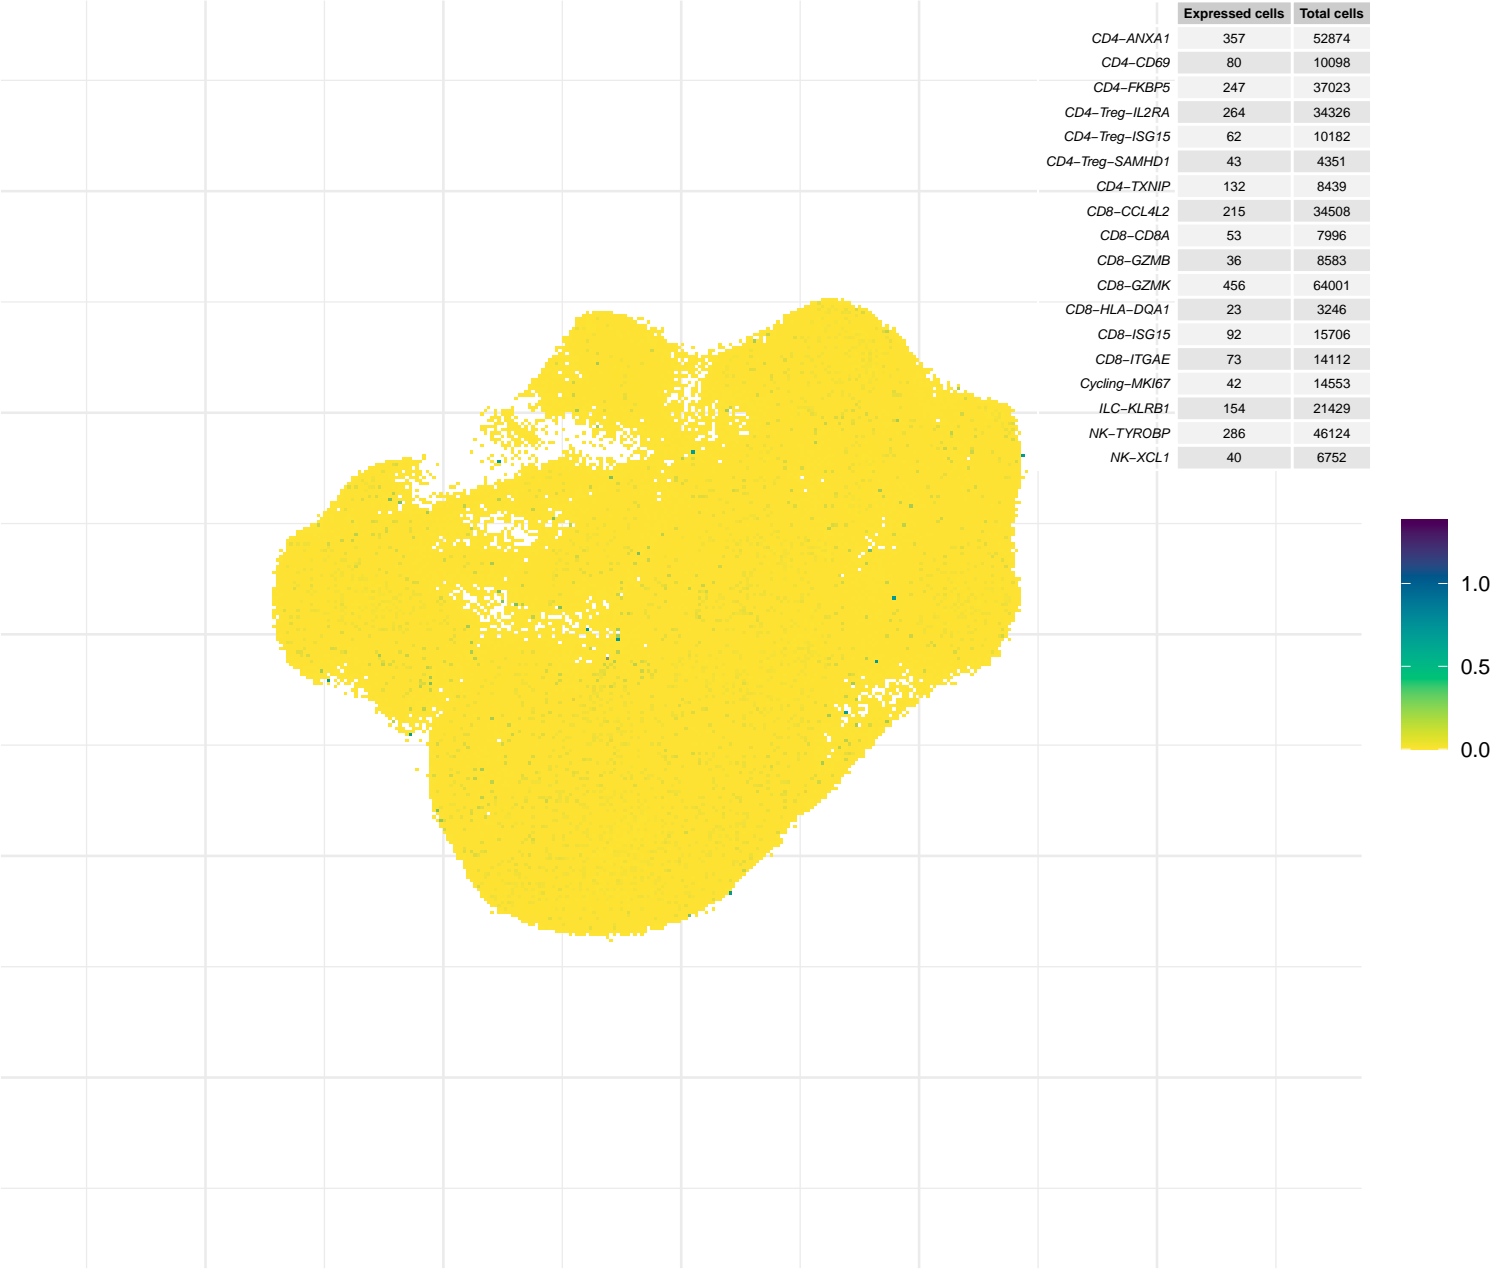 Expressed cells Total cells
CD4−ANXA1 357 52874
CD4−CD69 80 10098
CD4−FKBP5 247 37023
CD4−Treg−IL2RA 264 34326
CD4−Treg−ISG15 62 10182
CD4−Treg−SAMHD1 43 4351
CD4−TXNIP 132 8439
CD8−CCL4L2 215 34508
CD8−CD8A 53 7996
CD8−GZMB 36 8583
CD8−GZMK 456 64001
CD8−HLA−DQA1 23 3246
CD8−ISG15 92 15706
CD8−ITGAE 73 14112
Cycling−MKI67 42 14553
ILC−KLRB1 154 21429
NK−TYROBP 286 46124
NK−XCL1 40 6752
1.0
0.5
0.0